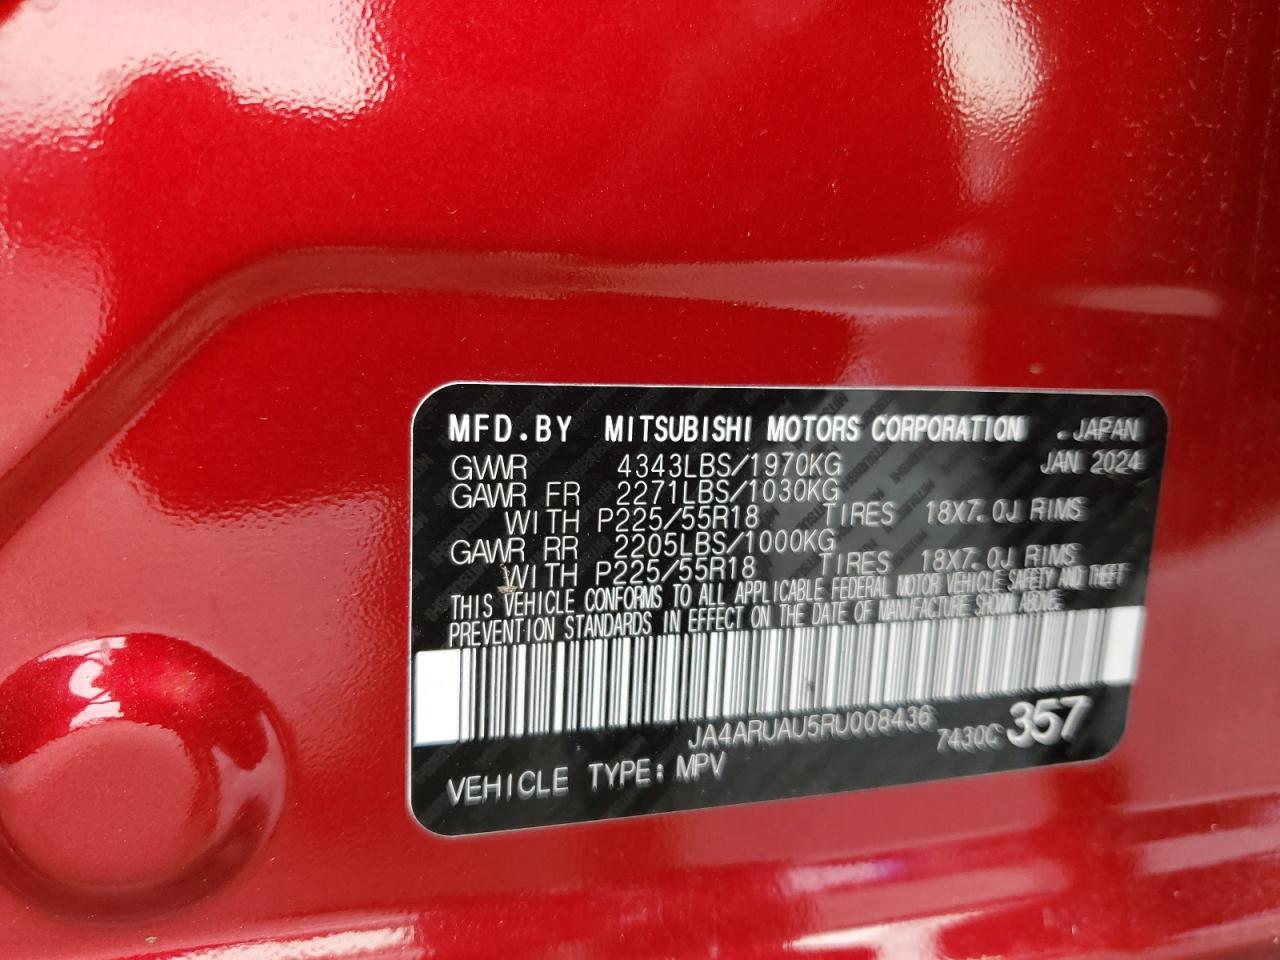 MFD.BY MITSUBISHI MOTORS CORPORATION .JAPAN
GVWR 4343LBS/1970KG JAN 2024
GAWR FR 2271LBS/1030KG
WITH P225/55R18 TIRES 18X7.0J RIMS
GAWR RR 2205LBS/1000KG
WITH P225/55R18 TIRES 18X7.0J RIMS
THIS VEHICLE CONFORMS TO ALL APPLICABLE FEDERAL MOTOR VEHICLE SAFETY AND THEFT
PREVENTION STANDARDS IN EFFECT ON THE DATE OF MANUFACTURE SHOWN ABOVE.
JA4ARUAU5RU008436 7430C 357
VEHICLE TYPE: MPV